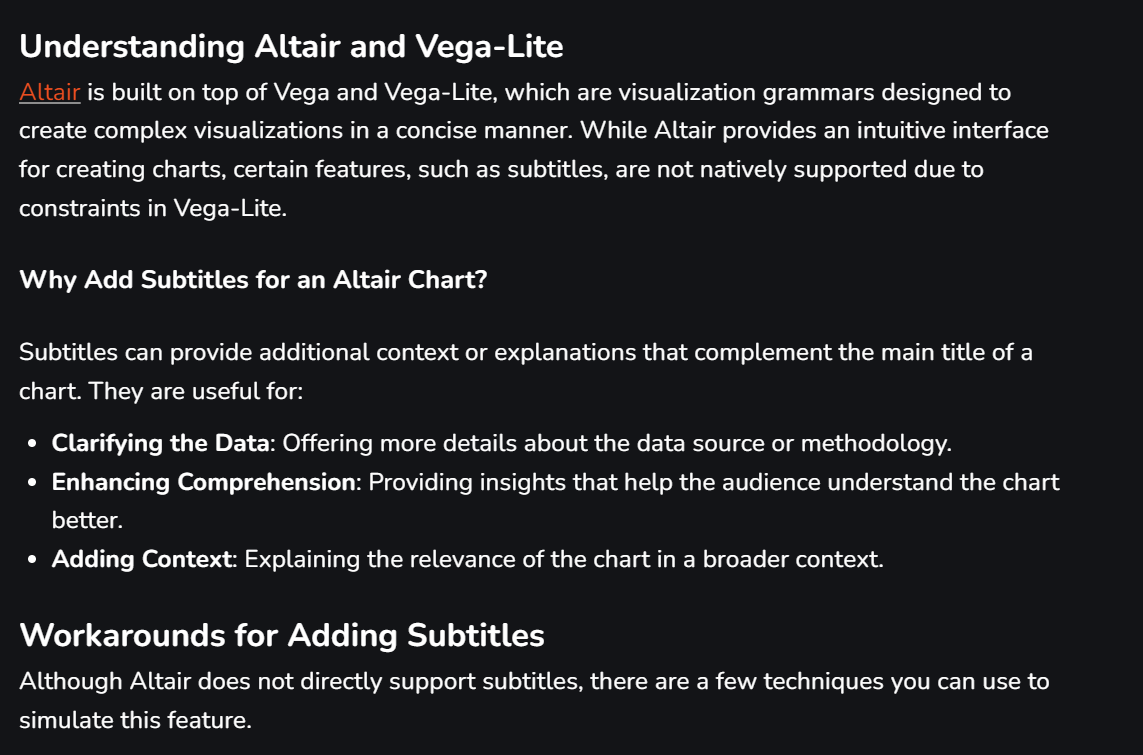 Understanding Altair and Vega-Lite
Altair is built on top of Vega and Vega-Lite, which are visualization grammars designed to
create complex visualizations in a concise manner. While Altair provides an intuitive interface
for creating charts, certain features, such as subtitles, are not natively supported due to
constraints in Vega-Lite.
Why Add Subtitles for an Altair Chart?
Subtitles can provide additional context or explanations that complement the main title of a
chart. They are useful for:
• Clarifying the Data: Offering more details about the data source or methodology.
• Enhancing Comprehension: Providing insights that help the audience understand the chart
better.
• Adding Context: Explaining the relevance of the chart in a broader context.
Workarounds for Adding Subtitles
Although Altair does not directly support subtitles, there are a few techniques you can use to
simulate this feature.